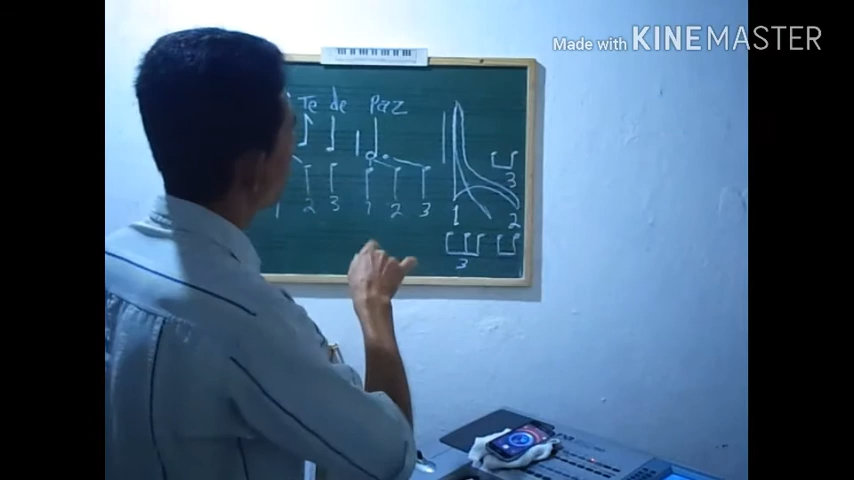 Made with KINEMASTER
Te de Paz
3
1 2 3 1 2 3 1 2
3